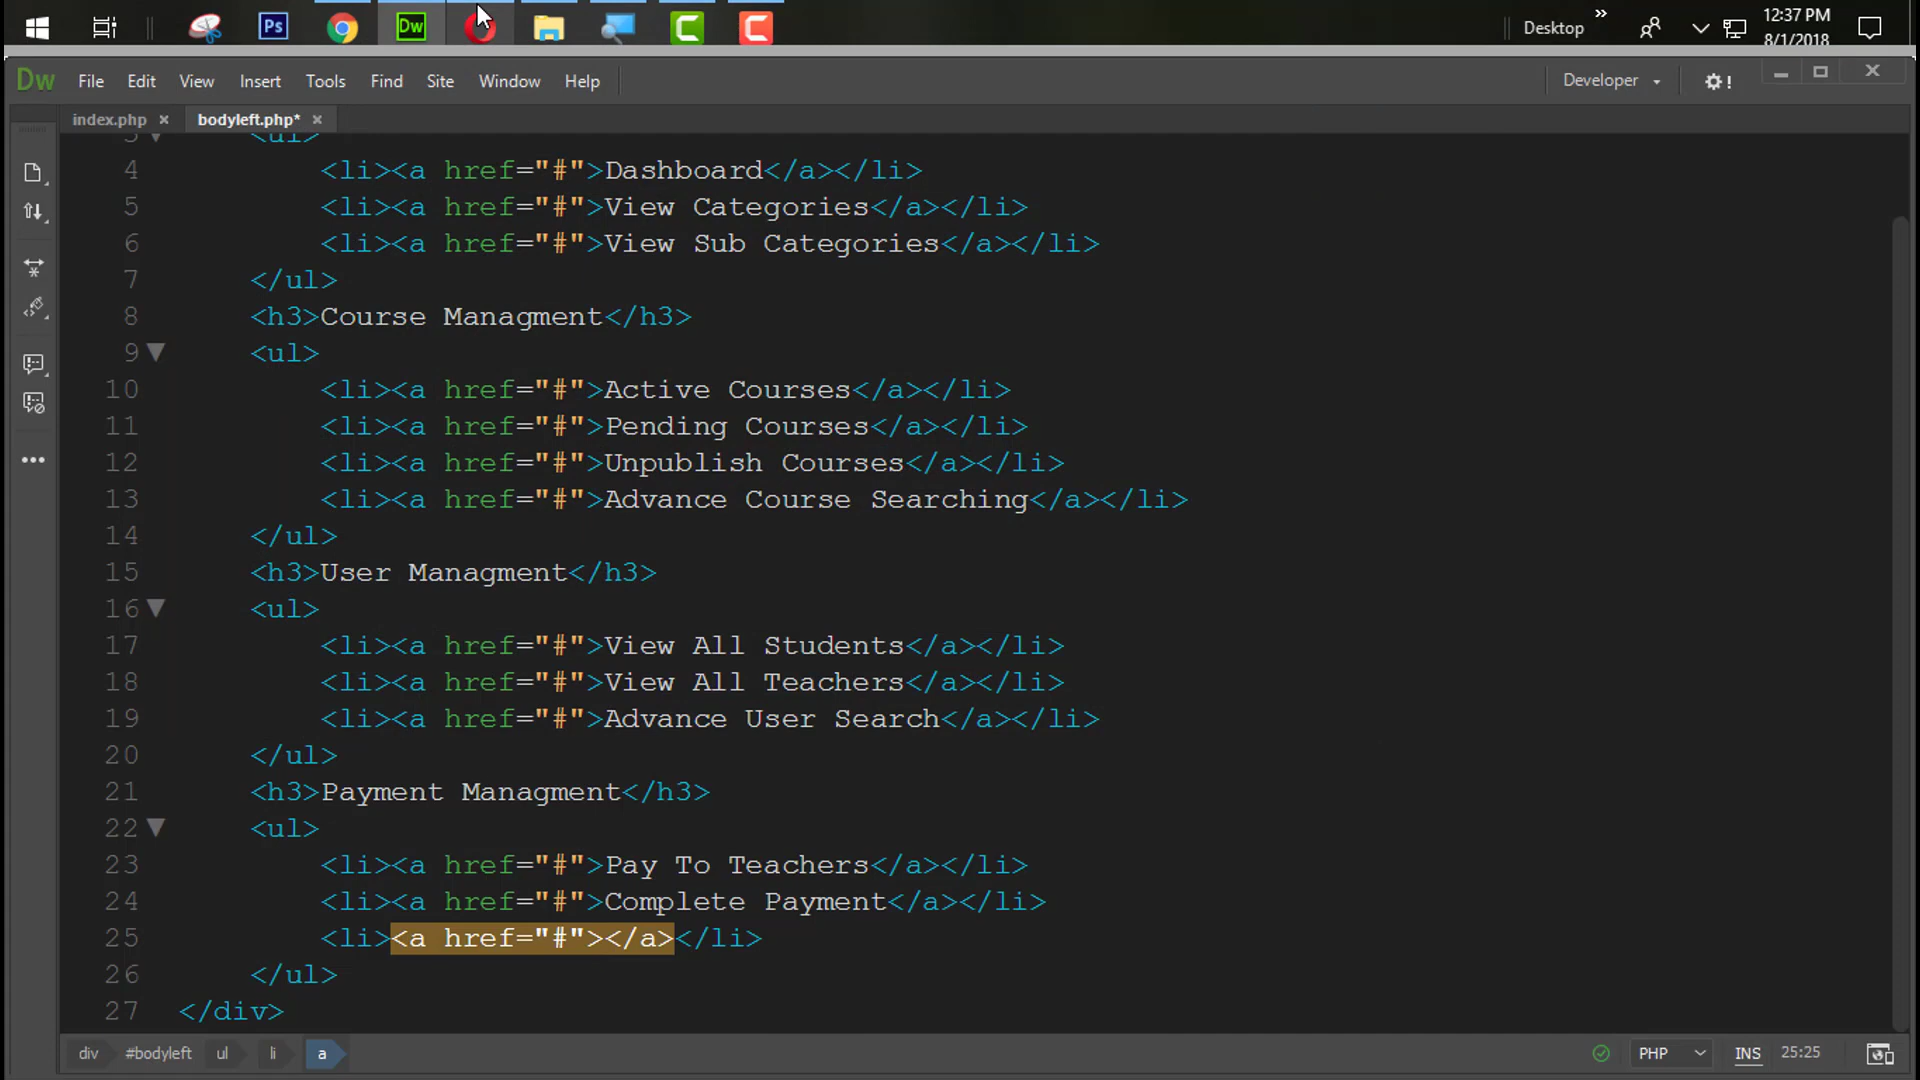 Ps
Dw
Desktop
»
12:37 PM
8/1/2018
Dw File Edit View Insert Tools Find Site Window Help
Developer
index.php ×
bodyleft.php* ×
3 <ul>
4 <li><a href="#">Dashboard</a></li>
5 <li><a href="#">View Categories</a></li>
6 <li><a href="#">View Sub Categories</a></li>
7 </ul>
8 <h3>Course Managment</h3>
9 <ul>
10 <li><a href="#">Active Courses</a></li>
11 <li><a href="#">Pending Courses</a></li>
12 <li><a href="#">Unpublish Courses</a></li>
13 <li><a href="#">Advance Course Searching</a></li>
14 </ul>
15 <h3>User Managment</h3>
16 <ul>
17 <li><a href="#">View All Students</a></li>
18 <li><a href="#">View All Teachers</a></li>
19 <li><a href="#">Advance User Search</a></li>
20 </ul>
21 <h3>Payment Managment</h3>
22 <ul>
23 <li><a href="#">Pay To Teachers</a></li>
24 <li><a href="#">Complete Payment</a></li>
25 <li><a href="#"></a></li>
26 </ul>
27 </div>
div #bodyleft ul li a
PHP INS 25:25